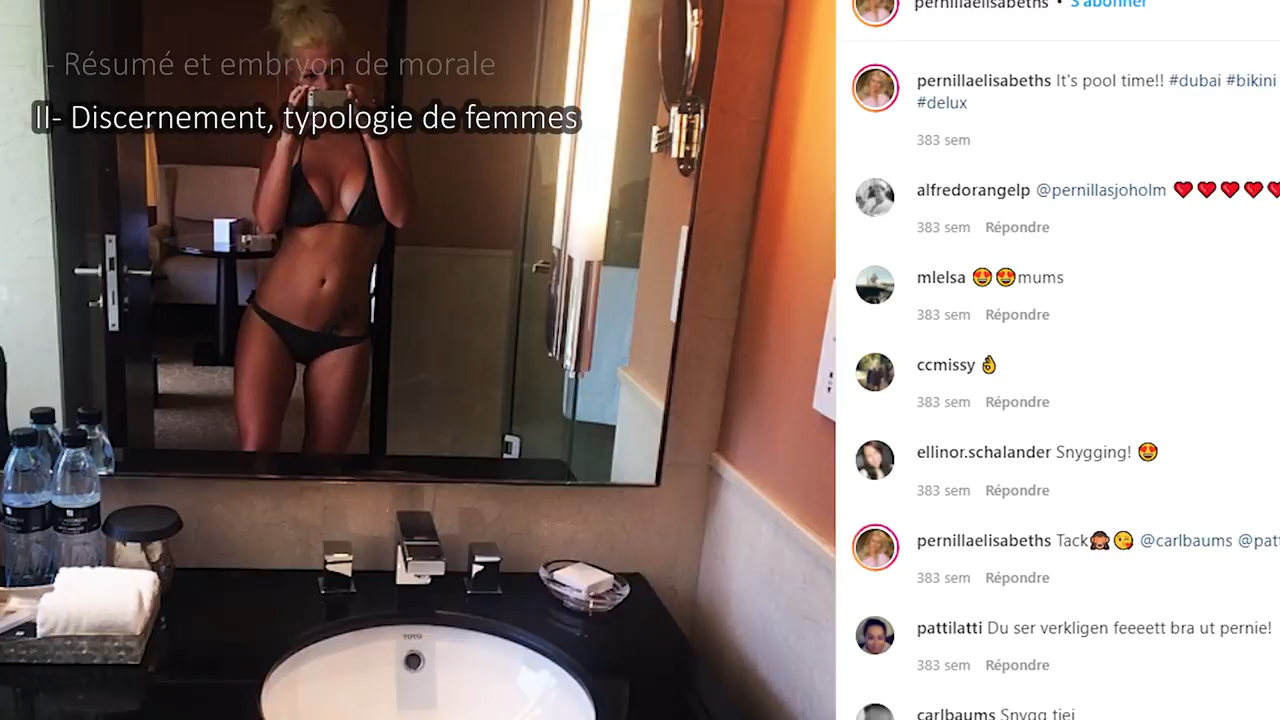 I- Résumé et embryon de morale
II- Discernement, typologie de femmes
pernillaelisabeths • S'abonner
pernillaelisabeths It's pool time!! #dubai #bikini
#delux
383 sem
alfredorangelp @pernillasjoholm ❤❤❤❤❤
383 sem Répondre
mlelsa 😍😍mums
383 sem Répondre
ccmissy 👌
383 sem Répondre
ellinor.schalander Snygging! 😍
383 sem Répondre
pernillaelisabeths Tack🙈😘 @carlbaums @patt
383 sem Répondre
pattilatti Du ser verkligen feeeett bra ut pernie!
383 sem Répondre
carlbaums Snygg tjej
TOTO